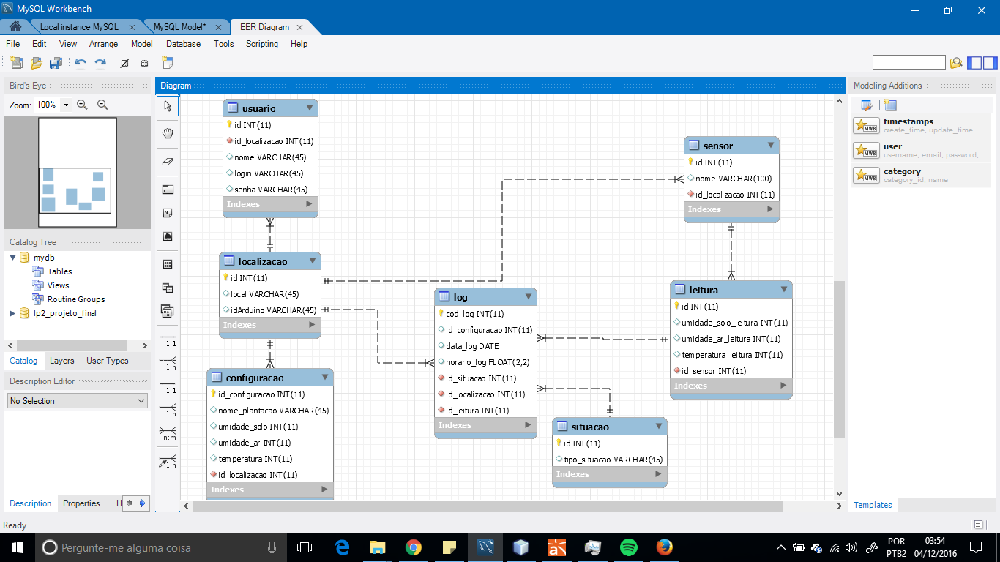 MySQL Workbench
Local instance MySQL
MySQL Model*
EER Diagram
File Edit View Arrange Model Database Tools Scripting Help
Bird's Eye
Zoom: 100%
Catalog Tree
mydb
Tables
Views
Routine Groups
lp2_projeto_final
Catalog Layers User Types
Description Editor
No Selection
Description Properties H
Ready
Diagram
1:1
1:n
1:1
1:n
n:m
1:n
usuario
id INT(11)
id_localizacao INT(11)
nome VARCHAR(45)
login VARCHAR(45)
senha VARCHAR(45)
Indexes
localizacao
id INT(11)
local VARCHAR(45)
idArduino VARCHAR(45)
Indexes
configuracao
id_configuracao INT(11)
nome_plantacao VARCHAR(45)
umidade_solo INT(11)
umidade_ar INT(11)
temperatura INT(11)
id_localizacao INT(11)
Indexes
log
cod_log INT(11)
id_configuracao INT(11)
data_log DATE
horario_log FLOAT(2,2)
id_situacao INT(11)
id_localizacao INT(11)
id_leitura INT(11)
Indexes
sensor
id INT(11)
nome VARCHAR(100)
id_localizacao INT(11)
Indexes
leitura
id INT(11)
umidade_solo_leitura INT(11)
umidade_ar_leitura INT(11)
temperatura_leitura INT(11)
id_sensor INT(11)
Indexes
situacao
id INT(11)
tipo_situacao VARCHAR(45)
Indexes
Modeling Additions
MWB
timestamps
create_time, update_time
MWB
user
username, email, password, ...
MWB
category
category_id, name
Templates
Pergunte-me alguma coisa
POR
PTB2
03:54
04/12/2016